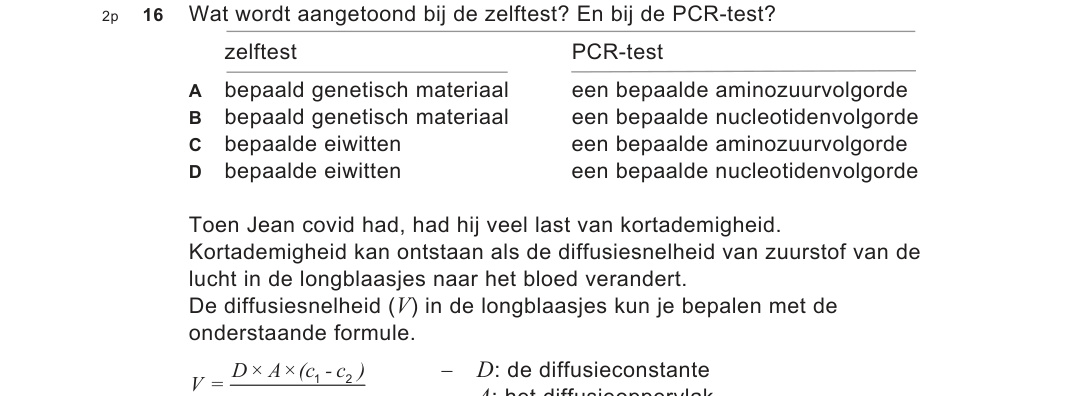 2p 16 Wat wordt aangetoond bij de zelftest? En bij de PCR-test?
zelftest PCR-test
A bepaald genetisch materiaal een bepaalde aminozuurvolgorde
B bepaald genetisch materiaal een bepaalde nucleotidenvolgorde
C bepaalde eiwitten een bepaalde aminozuurvolgorde
D bepaalde eiwitten een bepaalde nucleotidenvolgorde
Toen Jean covid had, had hij veel last van kortademigheid.
Kortademigheid kan ontstaan als de diffusiesnelheid van zuurstof van de
lucht in de longblaasjes naar het bloed verandert.
De diffusiesnelheid (V) in de longblaasjes kun je bepalen met de
onderstaande formule.
V = D × A × (c₁ - c₂ ) – D: de diffusieconstante
A: het diffusieoppervlak